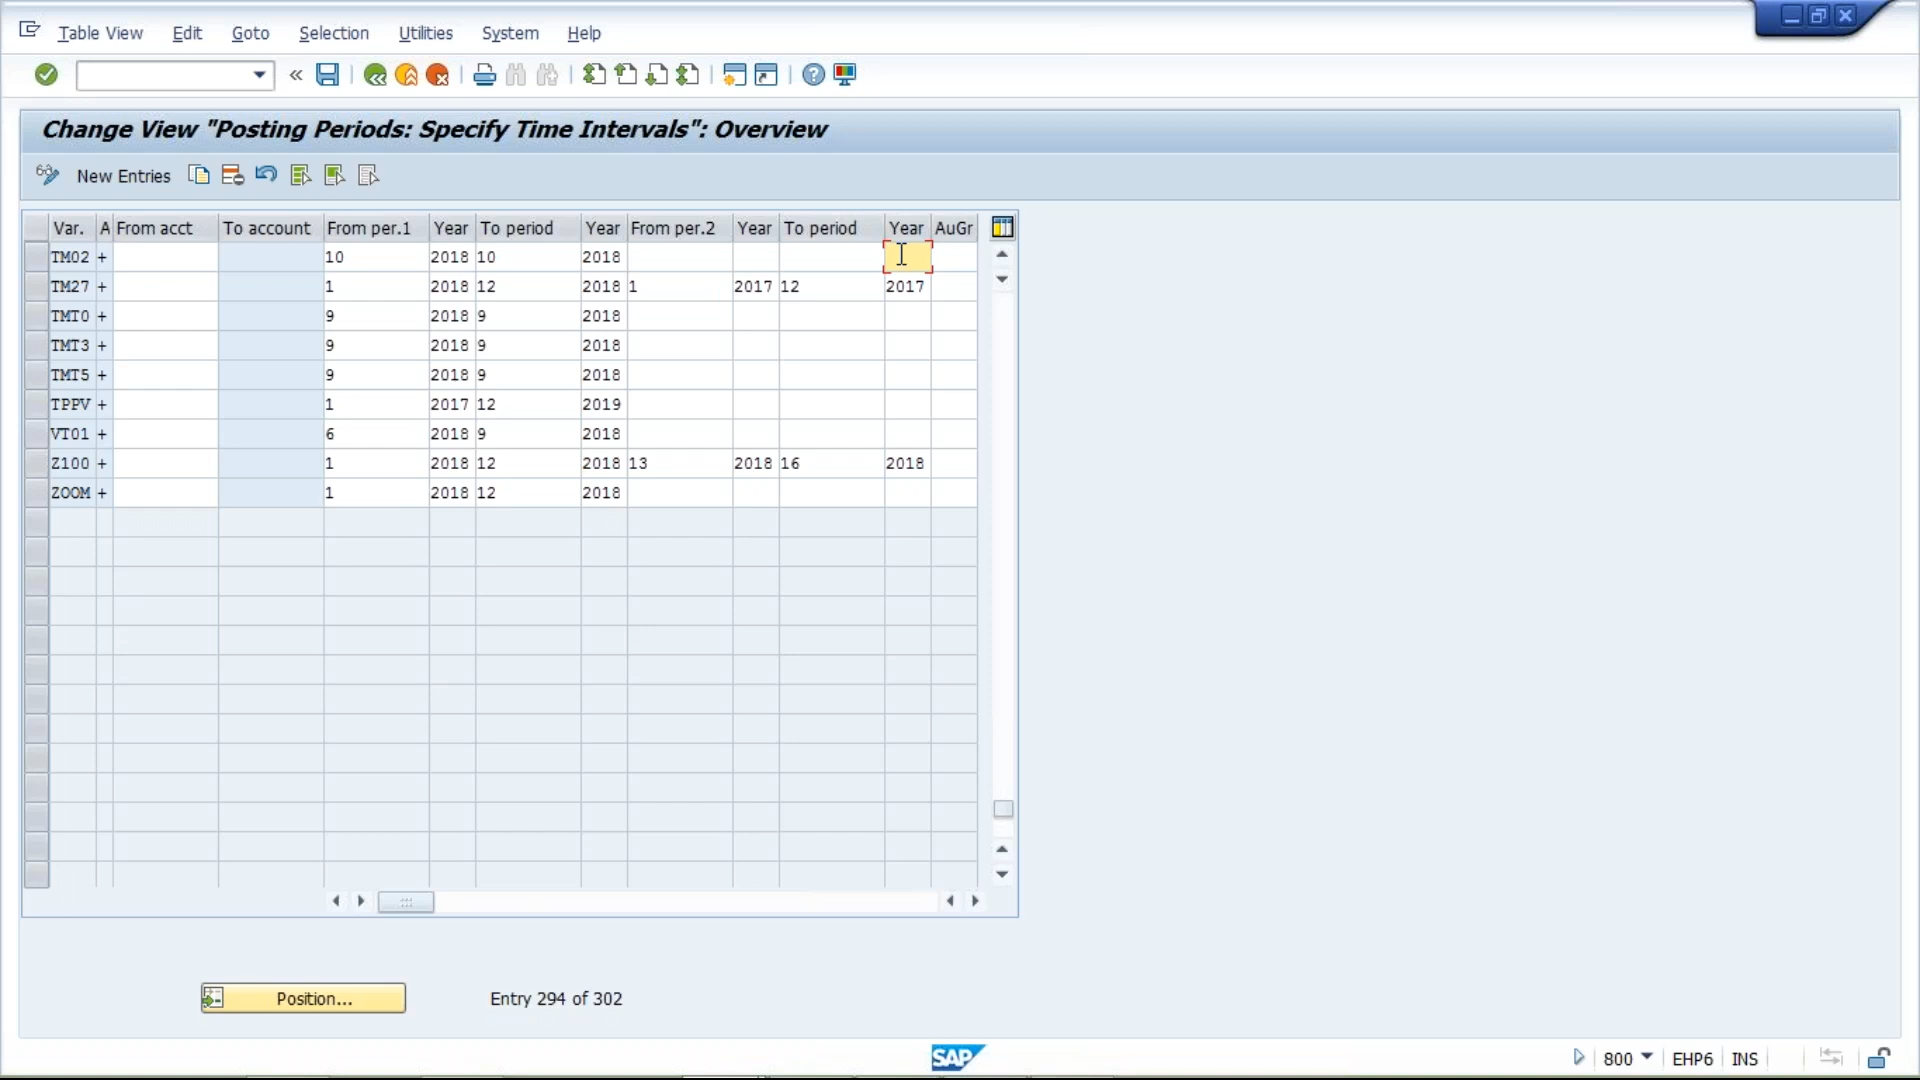 Table View Edit Goto Selection Utilities System Help
Change View "Posting Periods: Specify Time Intervals": Overview
New Entries
Var. A From acct To account From per.1 Year To period Year From per.2 Year To period Year AuGr
TM02 + 10 2018 10 2018
TM27 + 1 2018 12 2018 1 2017 12 2017
TMT0 + 9 2018 9 2018
TMT3 + 9 2018 9 2018
TMT5 + 9 2018 9 2018
TPPV + 1 2017 12 2019
VT01 + 6 2018 9 2018
Z100 + 1 2018 12 2018 13 2018 16 2018
ZOOM + 1 2018 12 2018
Position... Entry 294 of 302
SAP 800 EHP6 INS